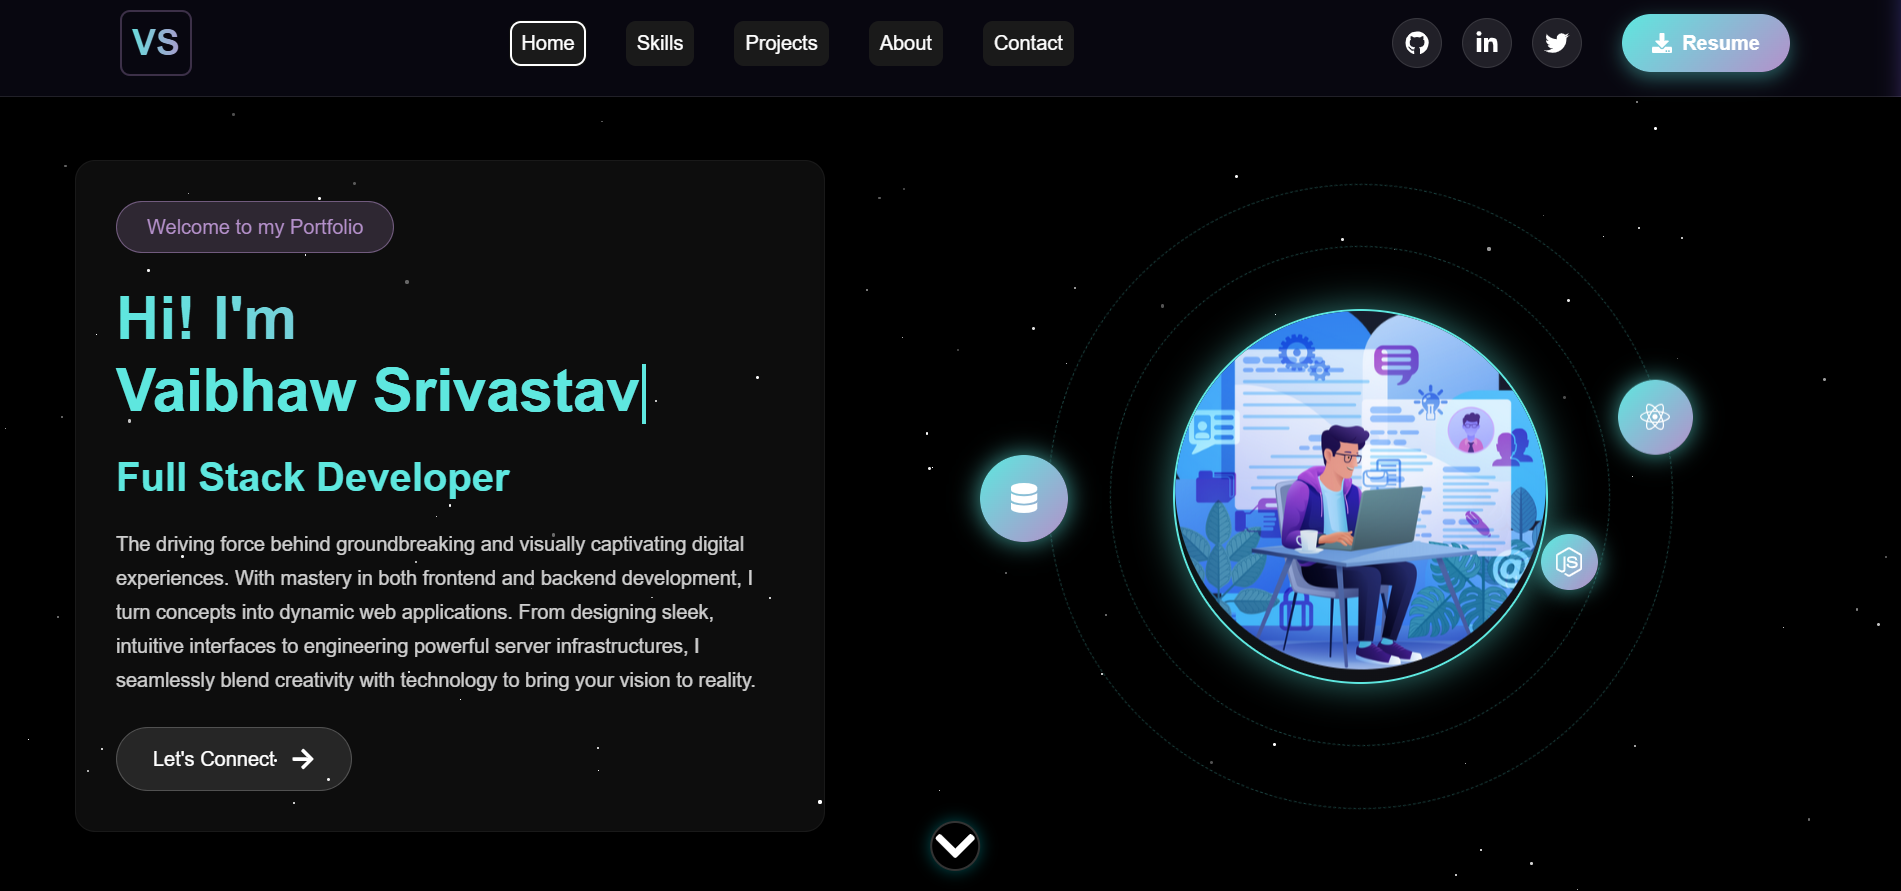 VS
Home
Skills
Projects
About
Contact
Resume
Welcome to my Portfolio
Hi! I'm
Vaibhaw Srivastav
Full Stack Developer
The driving force behind groundbreaking and visually captivating digital
experiences. With mastery in both frontend and backend development, I
turn concepts into dynamic web applications. From designing sleek,
intuitive interfaces to engineering powerful server infrastructures, I
seamlessly blend creativity with technology to bring your vision to reality.
Let's Connect
@
JS